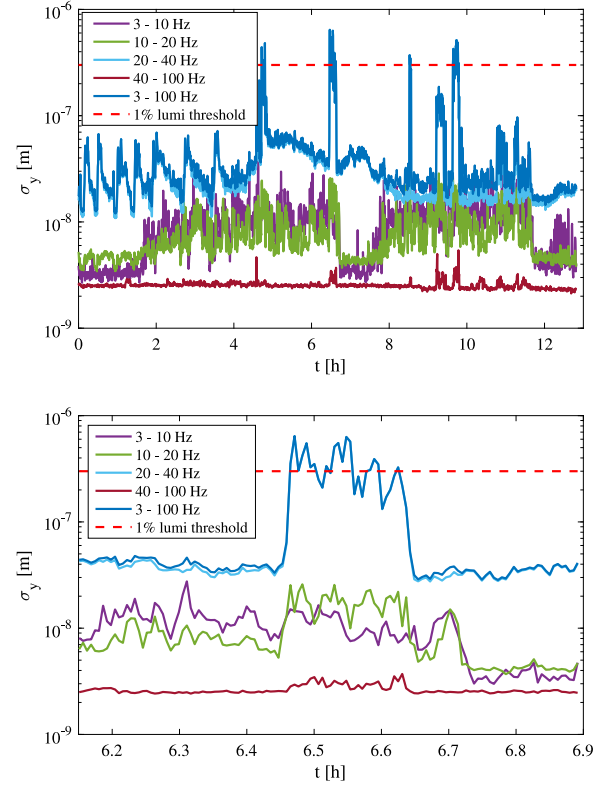 10^-6
10^-7
10^-8
10^-9
σ_y [m]
3 - 10 Hz
10 - 20 Hz
20 - 40 Hz
40 - 100 Hz
3 - 100 Hz
1% lumi threshold
0 2 4 6 8 10 12
t [h]
10^-6
10^-7
10^-8
10^-9
σ_y [m]
3 - 10 Hz
10 - 20 Hz
20 - 40 Hz
40 - 100 Hz
3 - 100 Hz
1% lumi threshold
6.2 6.3 6.4 6.5 6.6 6.7 6.8 6.9
t [h]